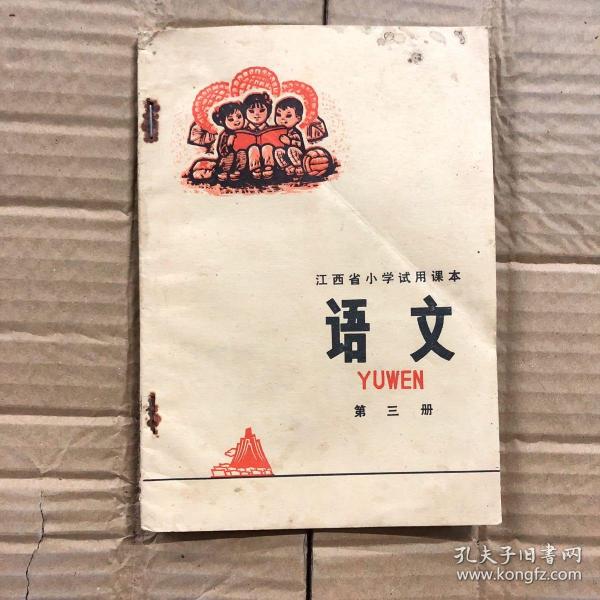 江西省小学试用课本
语文
YUWEN
第三册
孔夫子旧书网
www.kongfz.com